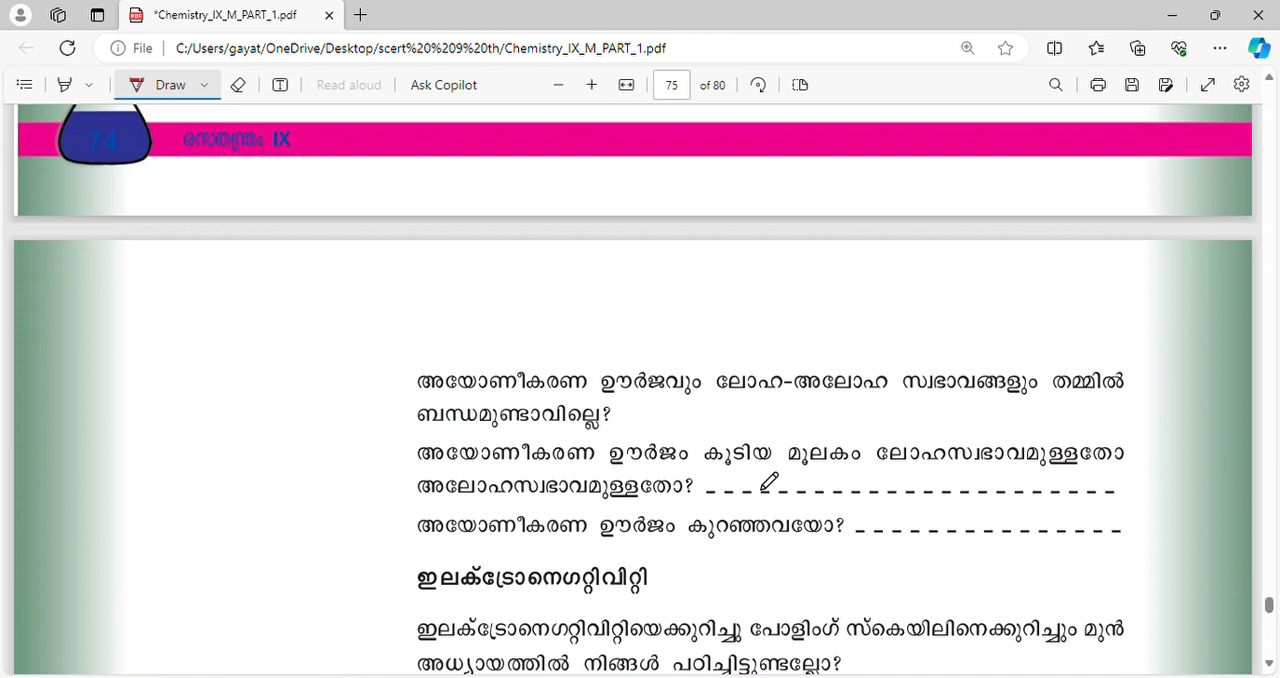 *Chemistry_IX_M_PART_1.pdf
File C:/Users/gayat/OneDrive/Desktop/scert%20%209%20th/Chemistry_IX_M_PART_1.pdf
Draw Read aloud Ask Copilot 75 of 80
74 രസതന്ത്രം IX
അയോണീകരണ ഊർജവും ലോഹ-അലോഹ സ്വഭാവങ്ങളും തമ്മിൽ
ബന്ധമുണ്ടാവില്ലെ?
അയോണീകരണ ഊർജം കൂടിയ മൂലകം ലോഹസ്വഭാവമുള്ളതോ
അലോഹസ്വഭാവമുള്ളതോ? _ _ _ _ _ _ _ _ _ _ _ _ _ _ _ _ _ _ _ _ _ _ _
അയോണീകരണ ഊർജം കുറഞ്ഞവയോ? _ _ _ _ _ _ _ _ _ _ _ _ _ _ _
ഇലക്ട്രോനെഗറ്റിവിറ്റി
ഇലക്ട്രോനെഗറ്റിവിറ്റിയെക്കുറിച്ചു പോളിംഗ് സ്കെയിലിനെക്കുറിച്ചും മുൻ
അധ്യായത്തിൽ നിങ്ങൾ പഠിച്ചിട്ടുണ്ടല്ലോ?